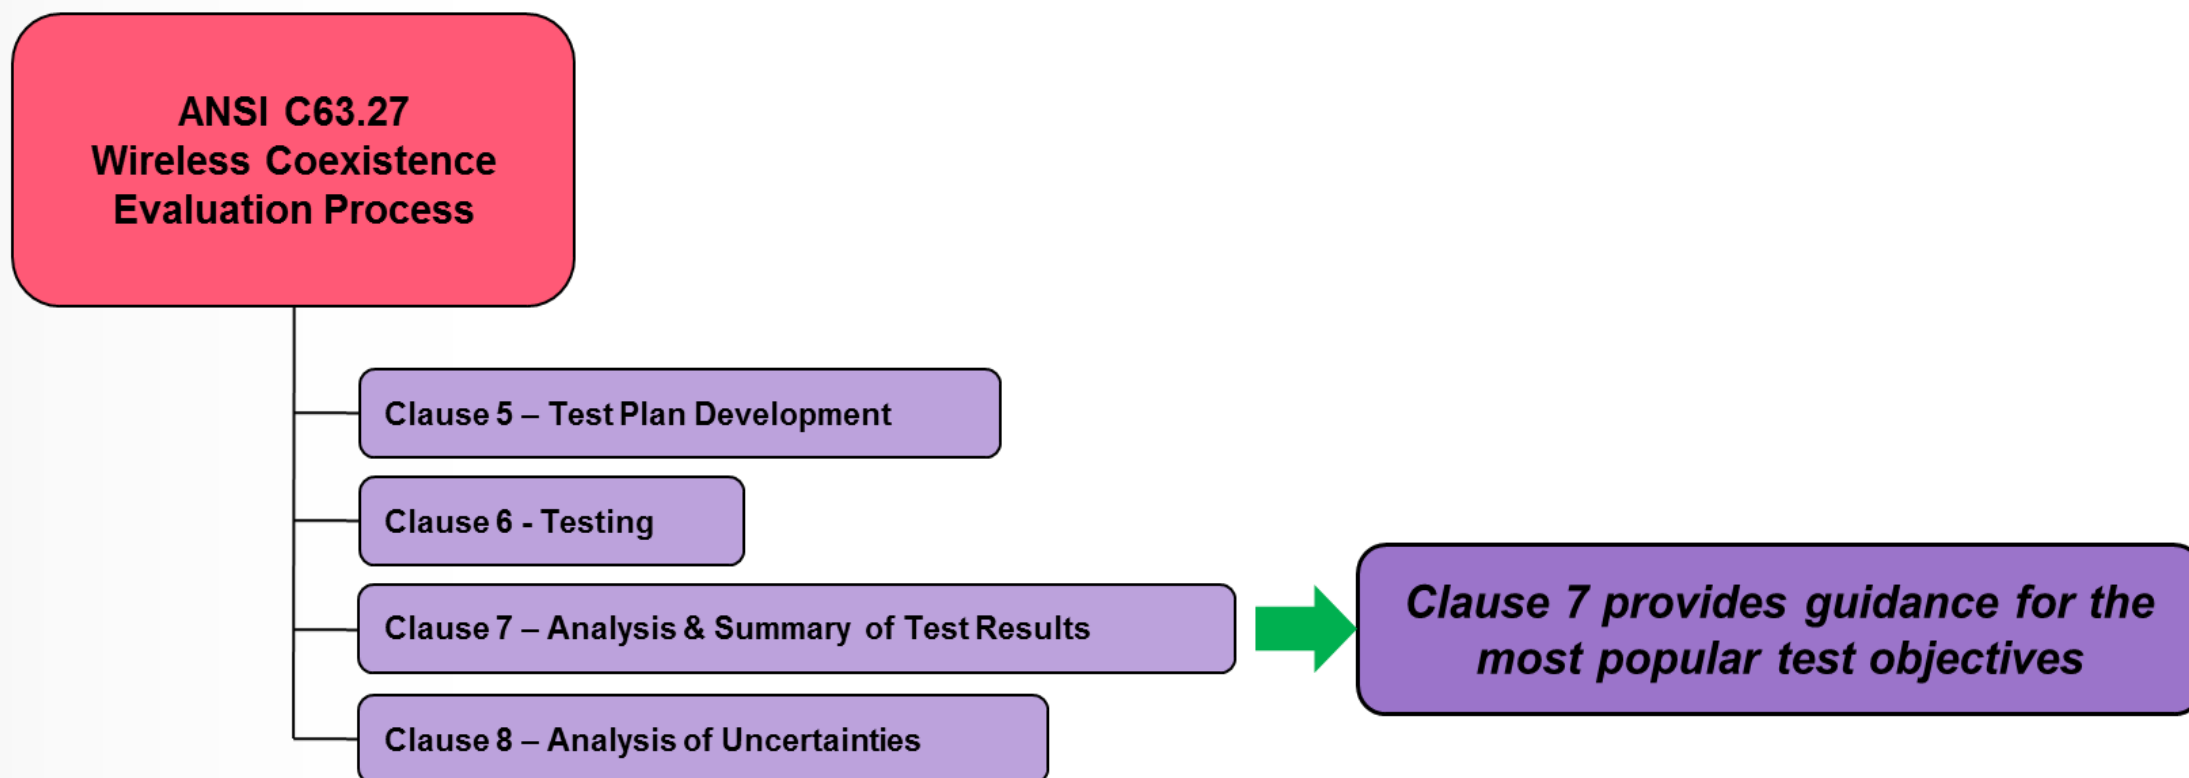 ANSI C63.27
Wireless Coexistence
Evaluation Process
Clause 5 – Test Plan Development
Clause 6 - Testing
Clause 7 – Analysis & Summary of Test Results
Clause 7 provides guidance for the
most popular test objectives
Clause 8 – Analysis of Uncertainties